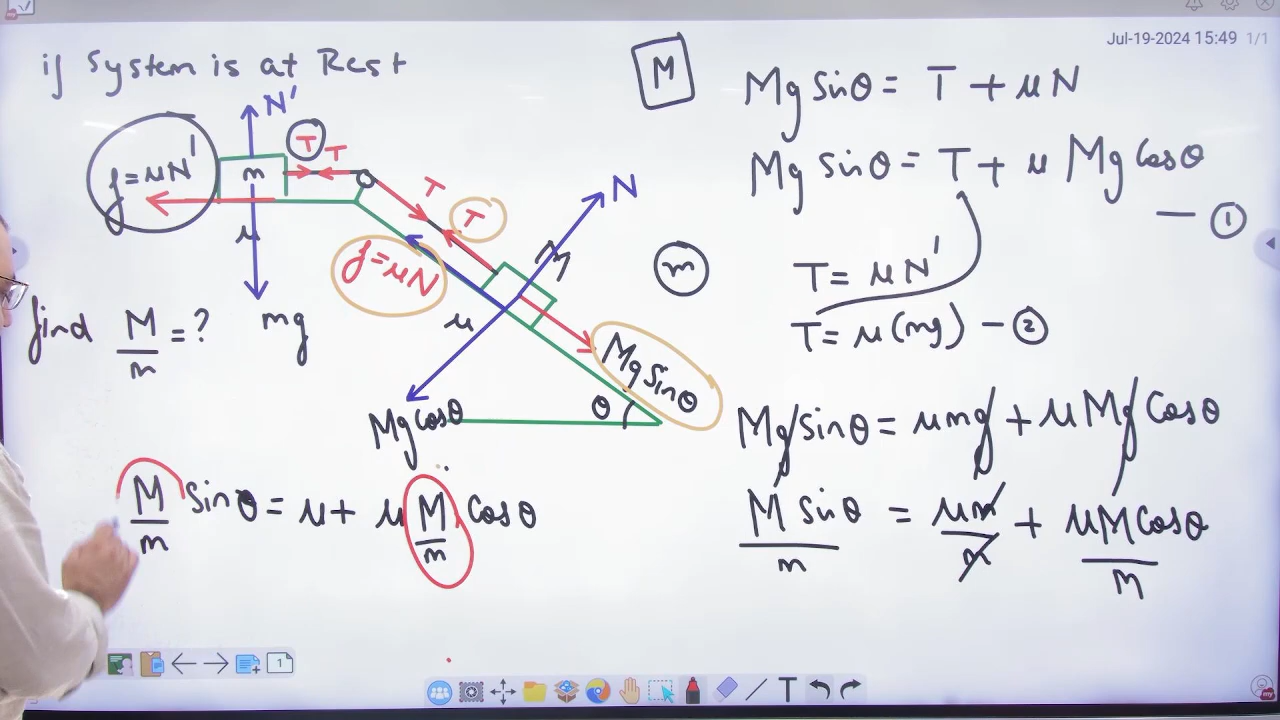 Jul-19-2024 15:49 1/1
if System is at Rest
N'
f=μN'
m
T
T
μ
mg
find M/m = ?
T
T
N
M
f=μN
μ
Mg sinθ
Mg cosθ
θ
M
m
Mg sinθ = T + μN
Mg sinθ = T + μ Mg cosθ
— ①
T = μN'
T = μ(mg) — ②
Mg sinθ = μmg + μMg cosθ
M sinθ/m = μm/m + μM cosθ/m
M/m sinθ = μ + μ M/m cosθ
1
T